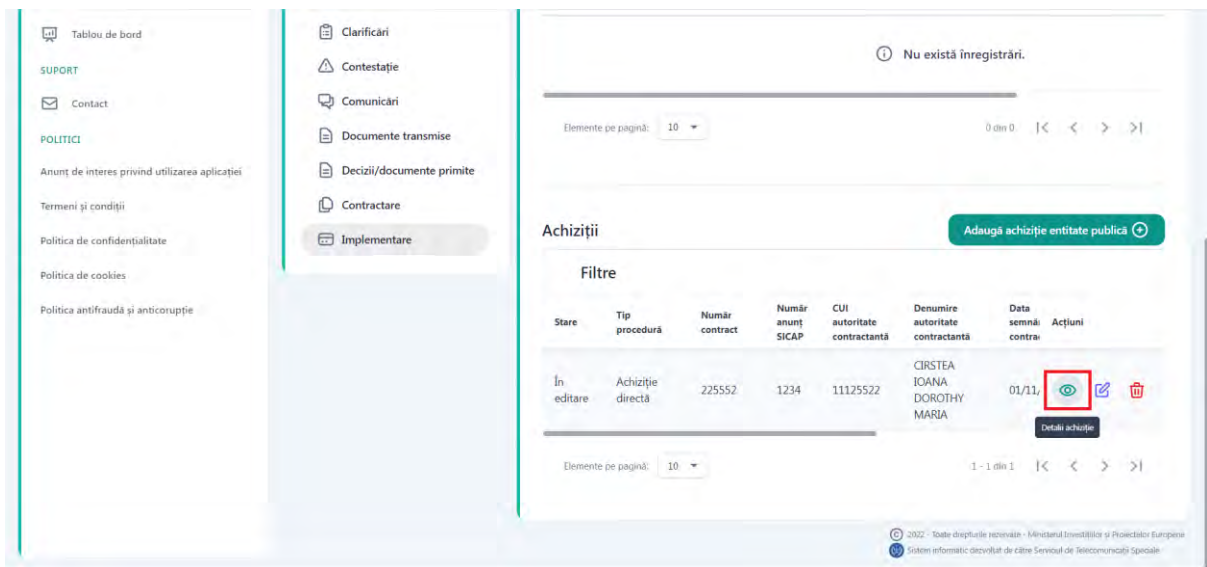 Tablou de bord
SUPORT
Contact
POLITICI
Anunț de interes privind utilizarea aplicației
Termeni și condiții
Politica de confidențialitate
Politica de cookies
Politica antifraudă și anticorupție
Clarificări
Contestație
Comunicări
Documente transmise
Decizii/documente primite
Contractare
Implementare
Nu există înregistrări.
Elemente pe pagină: 10
0 din 0
Achiziții
Adaugă achiziție entitate publică
Filtre
Stare
Tip
procedură
Număr
contract
Număr
anunț
SICAP
CUI
autoritate
contractantă
Denumire
autoritate
contractantă
Data
semnă
contra
Acțiuni
În
editare
Achiziție
directă
225552
1234
11125522
CIRSTEA
IOANA
DOROTHY
MARIA
01/11/
Detalii achiziție
Elemente pe pagină: 10
1 - 1 din 1
2022 - Toate drepturile rezervate - Ministerul Investițiilor și Proiectelor Europene
Sistem informatic dezvoltat de către Serviciul de Telecomunicații Speciale